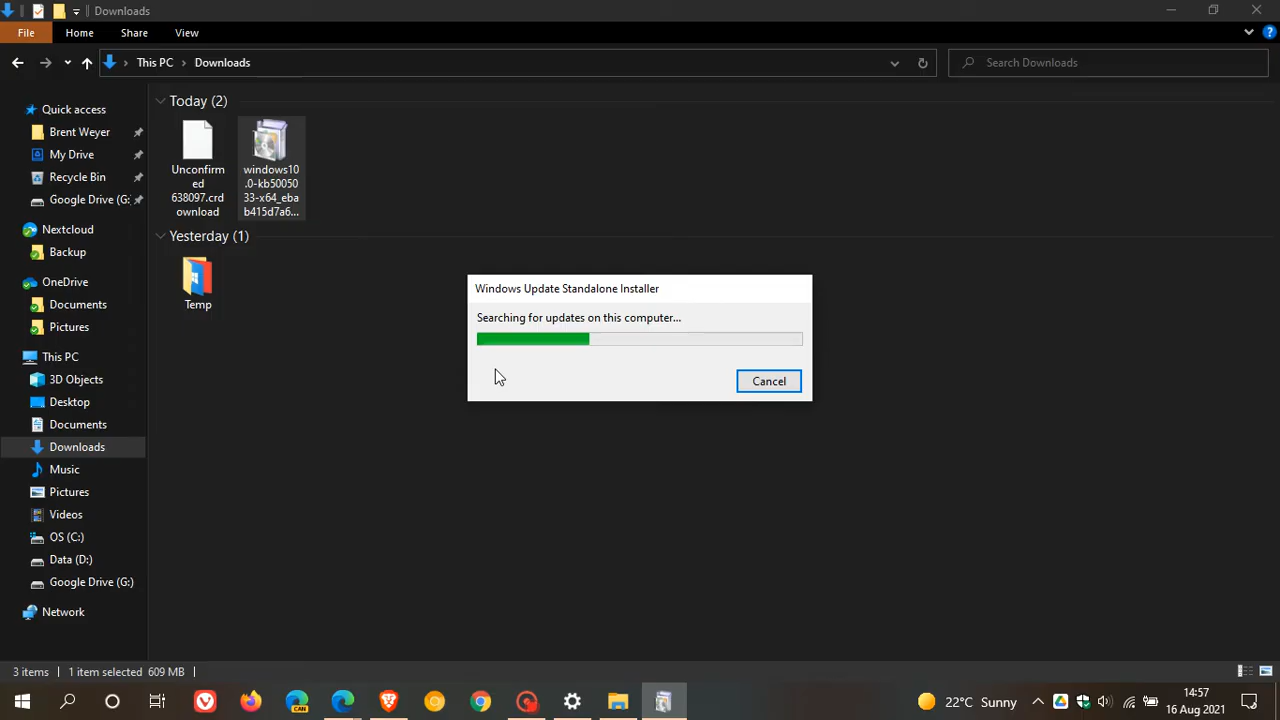 Downloads
File Home Share View
This PC Downloads
Search Downloads
Quick access
Brent Weyer
My Drive
Recycle Bin
Google Drive (G:
Nextcloud
Backup
OneDrive
Documents
Pictures
This PC
3D Objects
Desktop
Documents
Downloads
Music
Pictures
Videos
OS (C:)
Data (D:)
Google Drive (G:)
Network
Today (2)
Unconfirm
ed
638097.crd
ownload
windows10
.0-kb50050
33-x64_eba
b415d7a6...
Yesterday (1)
Temp
Windows Update Standalone Installer
Searching for updates on this computer...
Cancel
3 items 1 item selected 609 MB
CAN
22°C Sunny
14:57
16 Aug 2021